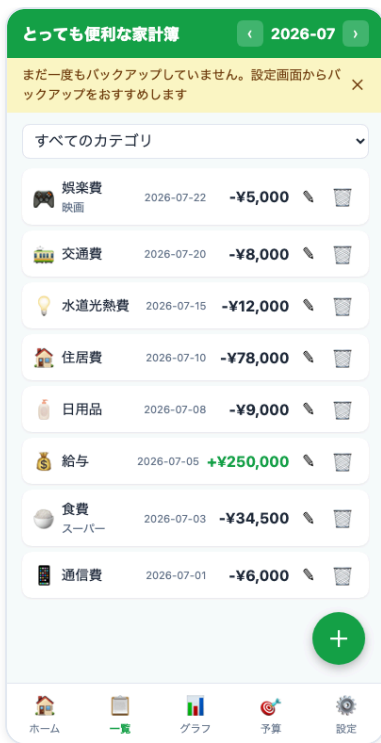 とっても便利な家計簿 ‹ 2026-07 ›
まだ一度もバックアップしていません。設定画面からバ
ックアップをおすすめします ×
すべてのカテゴリ
娯楽費 2026-07-22 -¥5,000
映画
交通費 2026-07-20 -¥8,000
水道光熱費 2026-07-15 -¥12,000
住居費 2026-07-10 -¥78,000
日用品 2026-07-08 -¥9,000
給与 2026-07-05 +¥250,000
食費 2026-07-03 -¥34,500
スーパー
通信費 2026-07-01 -¥6,000
+
ホーム 一覧 グラフ 予算 設定